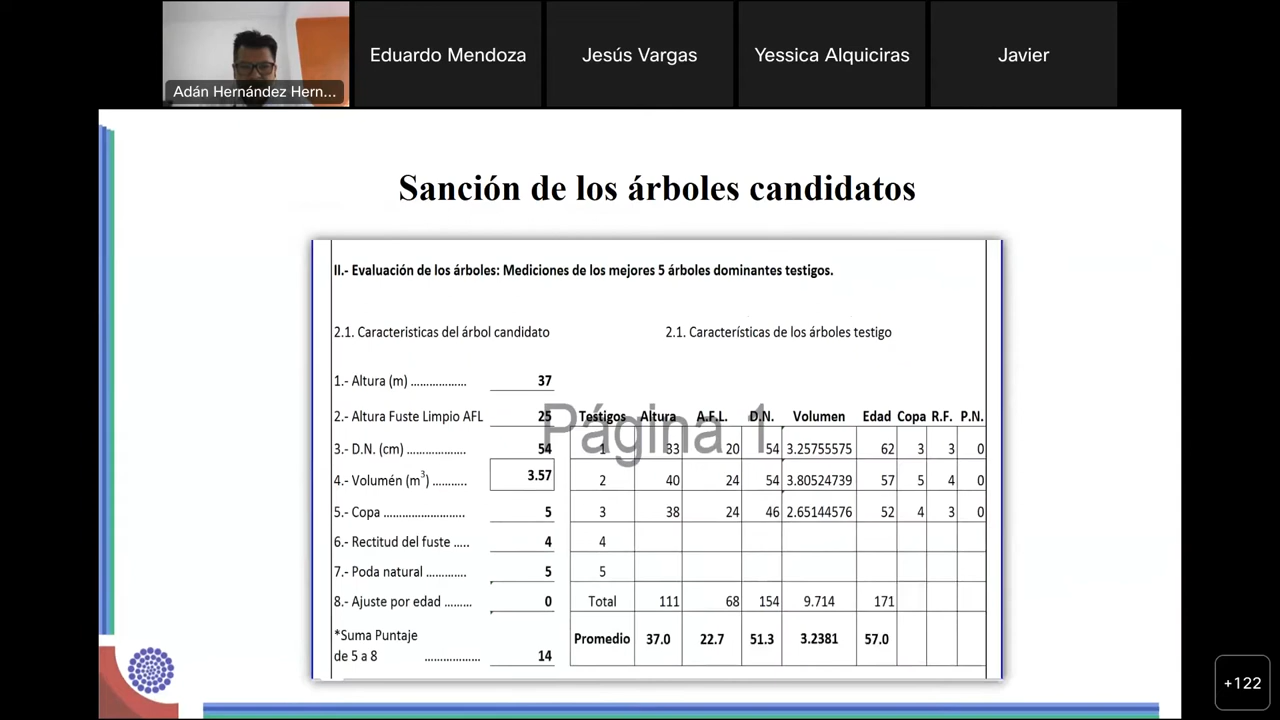 Adán Hernández Hern...
Eduardo Mendoza
Jesús Vargas
Yessica Alquiciras
Javier
Sanción de los árboles candidatos
II.- Evaluación de los árboles: Mediciones de los mejores 5 árboles dominantes testigos.
2.1. Caracteristicas del árbol candidato
2.1. Características de los árboles testigo
1.- Altura (m) .................. 37
2.- Altura Fuste Limpio AFL 25
3.- D.N. (cm) ................... 54
4.- Volumén (m3) ........... 3.57
5.- Copa ......................... 5
6.- Rectitud del fuste ..... 4
7.- Poda natural ............. 5
8.- Ajuste por edad ......... 0
*Suma Puntaje
de 5 a 8 .................. 14
Página 1
Testigos Altura A.F.L. D.N. Volumen Edad Copa R.F. P.N.
1 33 20 54 3.25755575 62 3 3 0
2 40 24 54 3.80524739 57 5 4 0
3 38 24 46 2.65144576 52 4 3 0
4
5
Total 111 68 154 9.714 171
Promedio 37.0 22.7 51.3 3.2381 57.0
+122